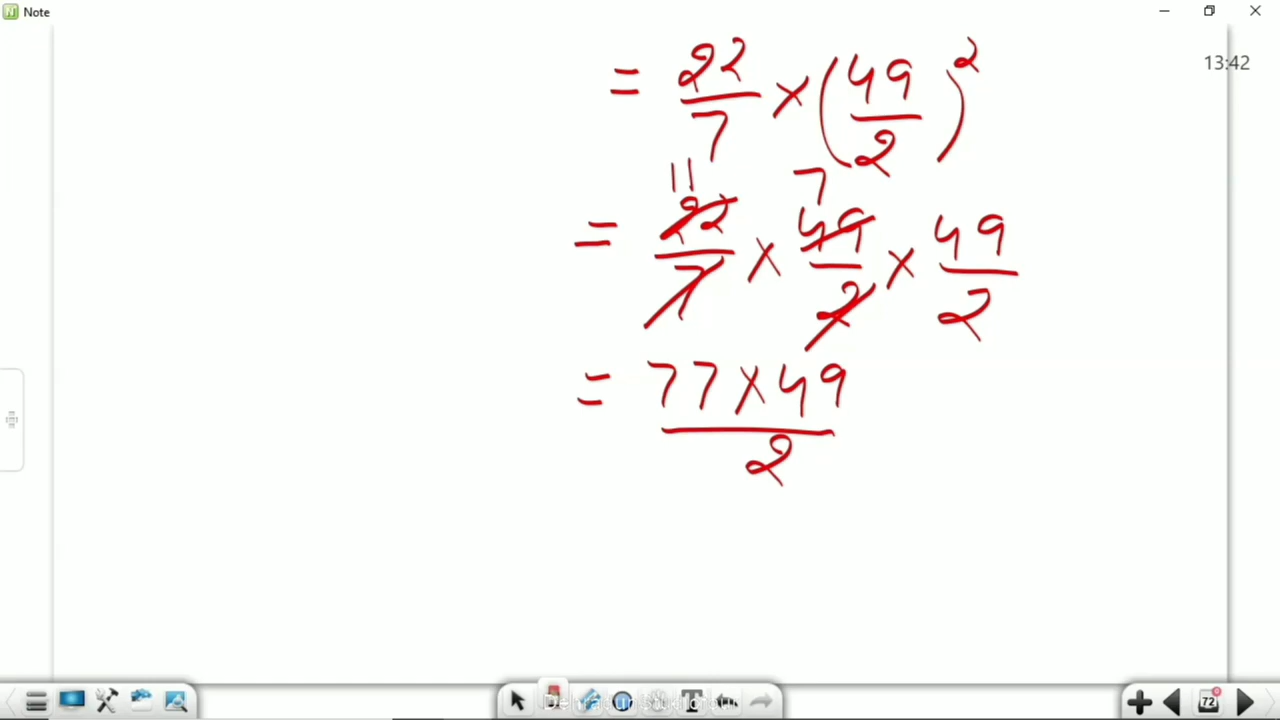 Note
13:42
= 22/7 × (49/2)²
11 7
= 22/7 × 49/2 × 49/2
= 77×49/2
72